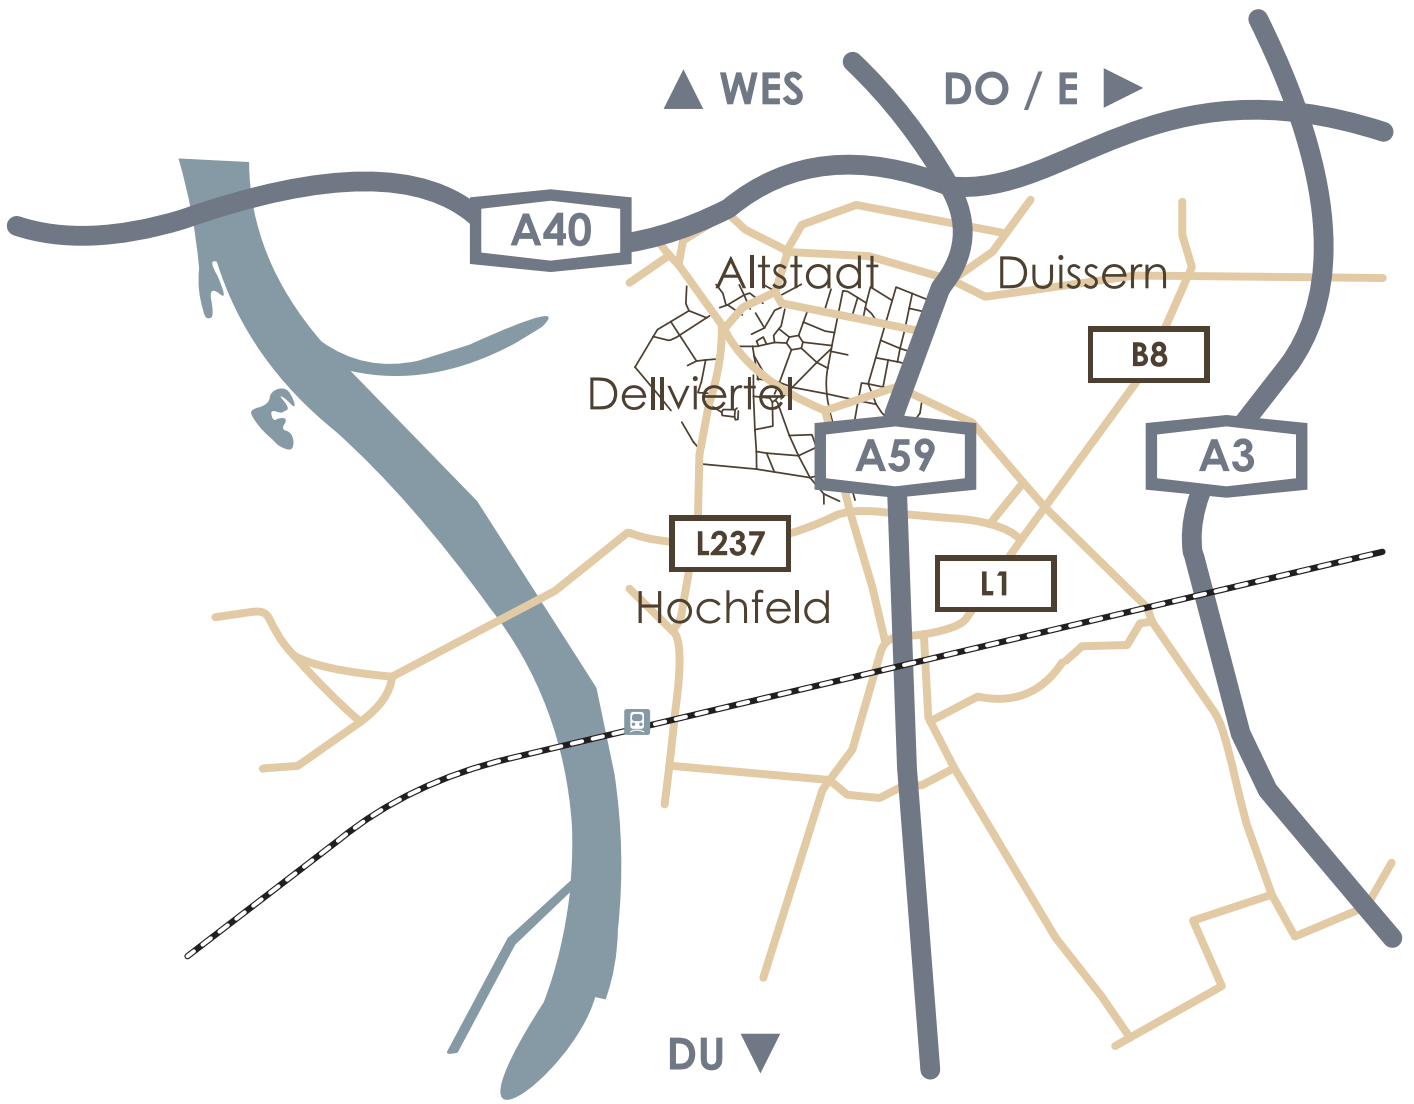 WES
DO / E
A40
Altstadt
Duissern
B8
Dellviertel
A59
A3
L237
L1
Hochfeld
DU